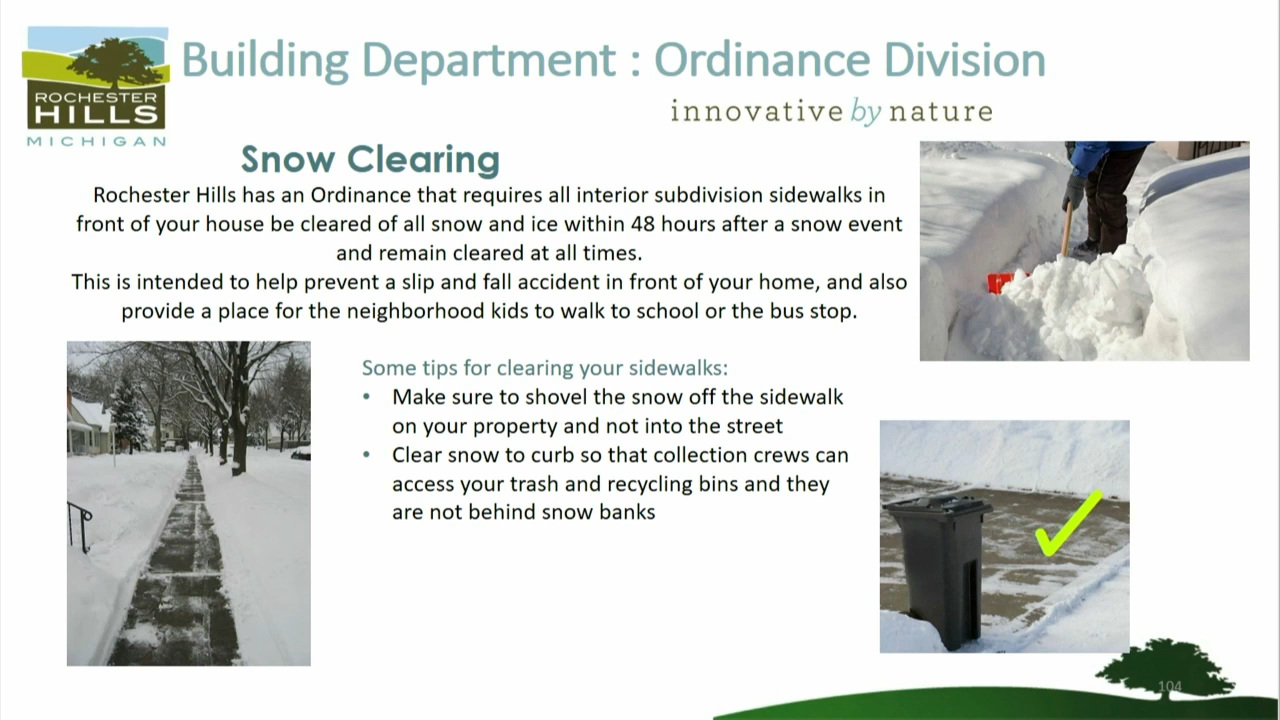 ROCHESTER
HILLS
MICHIGAN
Building Department : Ordinance Division
innovative by nature
Snow Clearing
Rochester Hills has an Ordinance that requires all interior subdivision sidewalks in
front of your house be cleared of all snow and ice within 48 hours after a snow event
and remain cleared at all times.
This is intended to help prevent a slip and fall accident in front of your home, and also
provide a place for the neighborhood kids to walk to school or the bus stop.
Some tips for clearing your sidewalks:
• Make sure to shovel the snow off the sidewalk
on your property and not into the street
• Clear snow to curb so that collection crews can
access your trash and recycling bins and they
are not behind snow banks
104